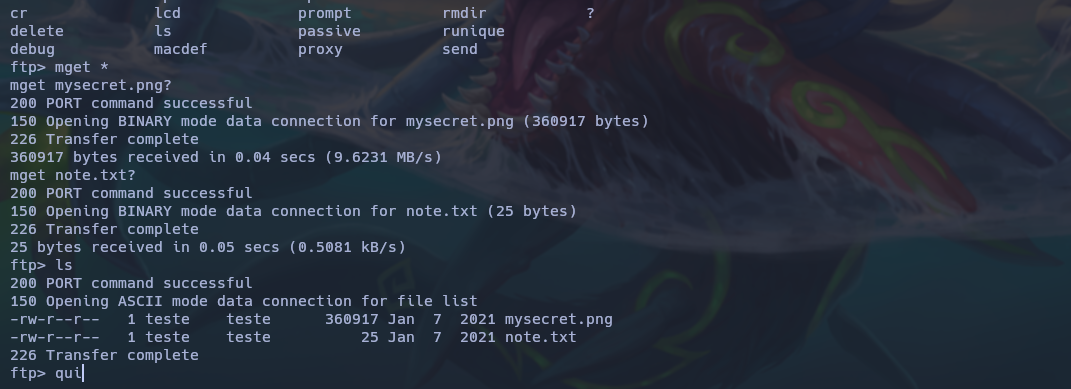 cr lcd prompt rmdir ?
delete ls passive runique
debug macdef proxy send
ftp> mget *
mget mysecret.png?
200 PORT command successful
150 Opening BINARY mode data connection for mysecret.png (360917 bytes)
226 Transfer complete
360917 bytes received in 0.04 secs (9.6231 MB/s)
mget note.txt?
200 PORT command successful
150 Opening BINARY mode data connection for note.txt (25 bytes)
226 Transfer complete
25 bytes received in 0.05 secs (0.5081 kB/s)
ftp> ls
200 PORT command successful
150 Opening ASCII mode data connection for file list
-rw-r--r--   1 teste    teste      360917 Jan  7  2021 mysecret.png
-rw-r--r--   1 teste    teste          25 Jan  7  2021 note.txt
226 Transfer complete
ftp> qui